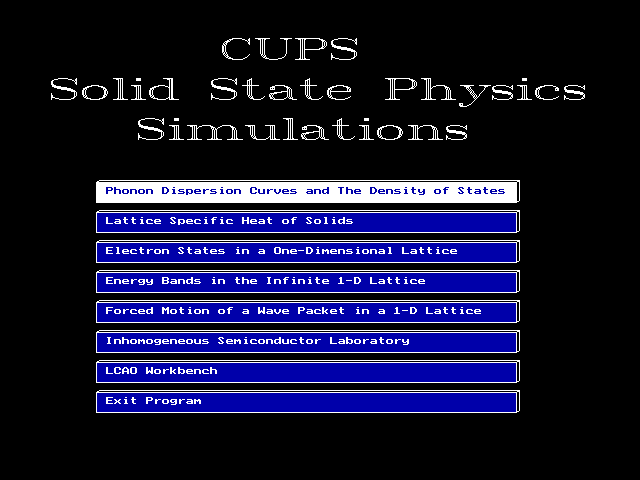 CUPS
Solid State Physics
Simulations
Phonon Dispersion Curves and The Density of States
Lattice Specific Heat of Solids
Electron States in a One-Dimensional Lattice
Energy Bands in the Infinite 1-D Lattice
Forced Motion of a Wave Packet in a 1-D Lattice
Inhomogeneous Semiconductor Laboratory
LCAO Workbench
Exit Program